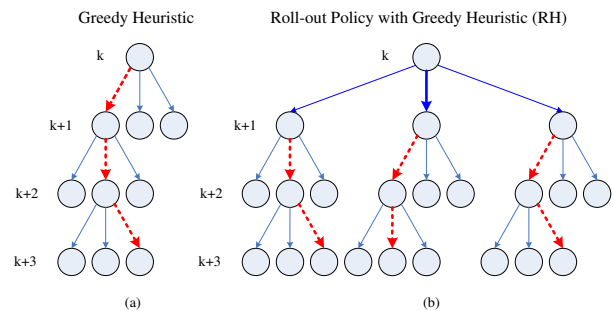 Greedy Heuristic
k
k+1
k+2
k+3
(a)
Roll-out Policy with Greedy Heuristic (RH)
k
k+1
k+2
k+3
(b)